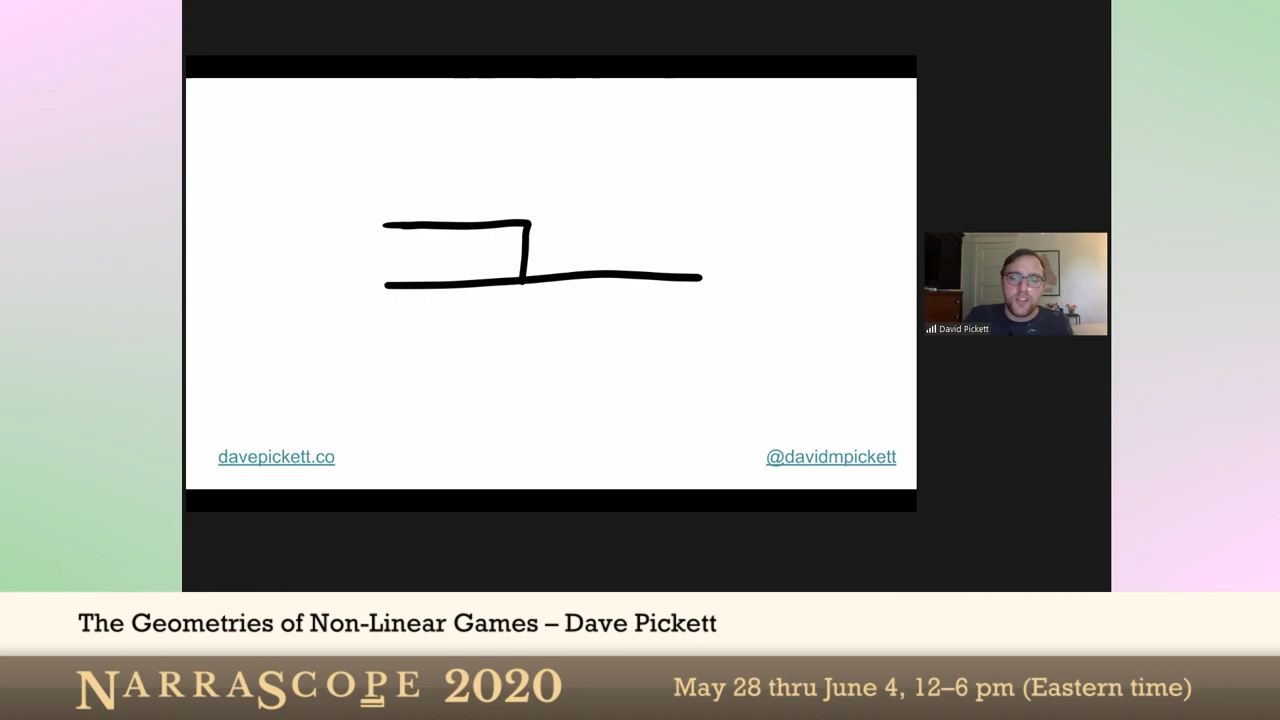 davepickett.co
@davidmpickett
David Pickett
The Geometries of Non-Linear Games – Dave Pickett
NARRASCOPE 2020
May 28 thru June 4, 12–6 pm (Eastern time)